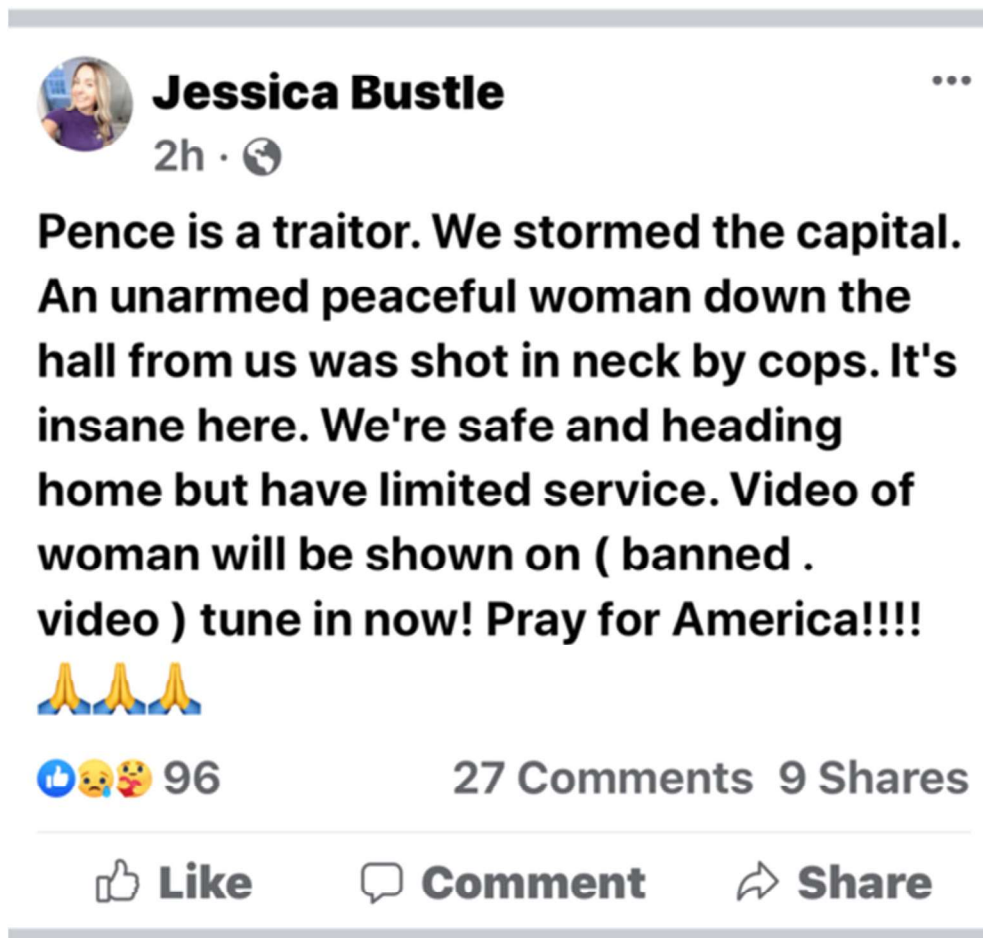 Jessica Bustle
2h ·
Pence is a traitor. We stormed the capital.
An unarmed peaceful woman down the
hall from us was shot in neck by cops. It's
insane here. We're safe and heading
home but have limited service. Video of
woman will be shown on ( banned .
video ) tune in now! Pray for America!!!!
🙏🙏🙏
96 27 Comments 9 Shares
Like Comment Share